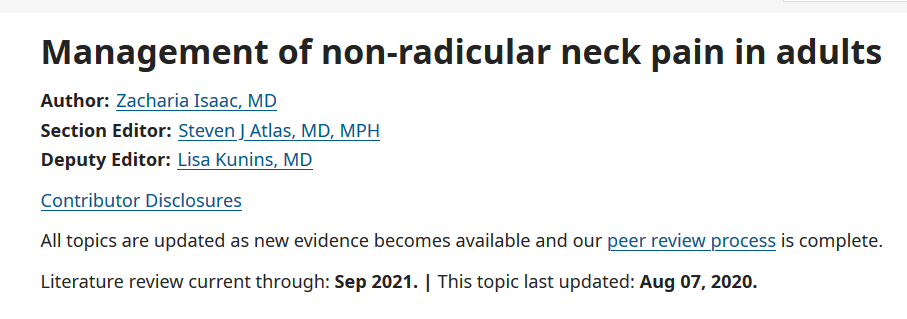 Management of non-radicular neck pain in adults
Author: Zacharia Isaac, MD
Section Editor: Steven J Atlas, MD, MPH
Deputy Editor: Lisa Kunins, MD
Contributor Disclosures
All topics are updated as new evidence becomes available and our peer review process is complete.
Literature review current through: Sep 2021. | This topic last updated: Aug 07, 2020.